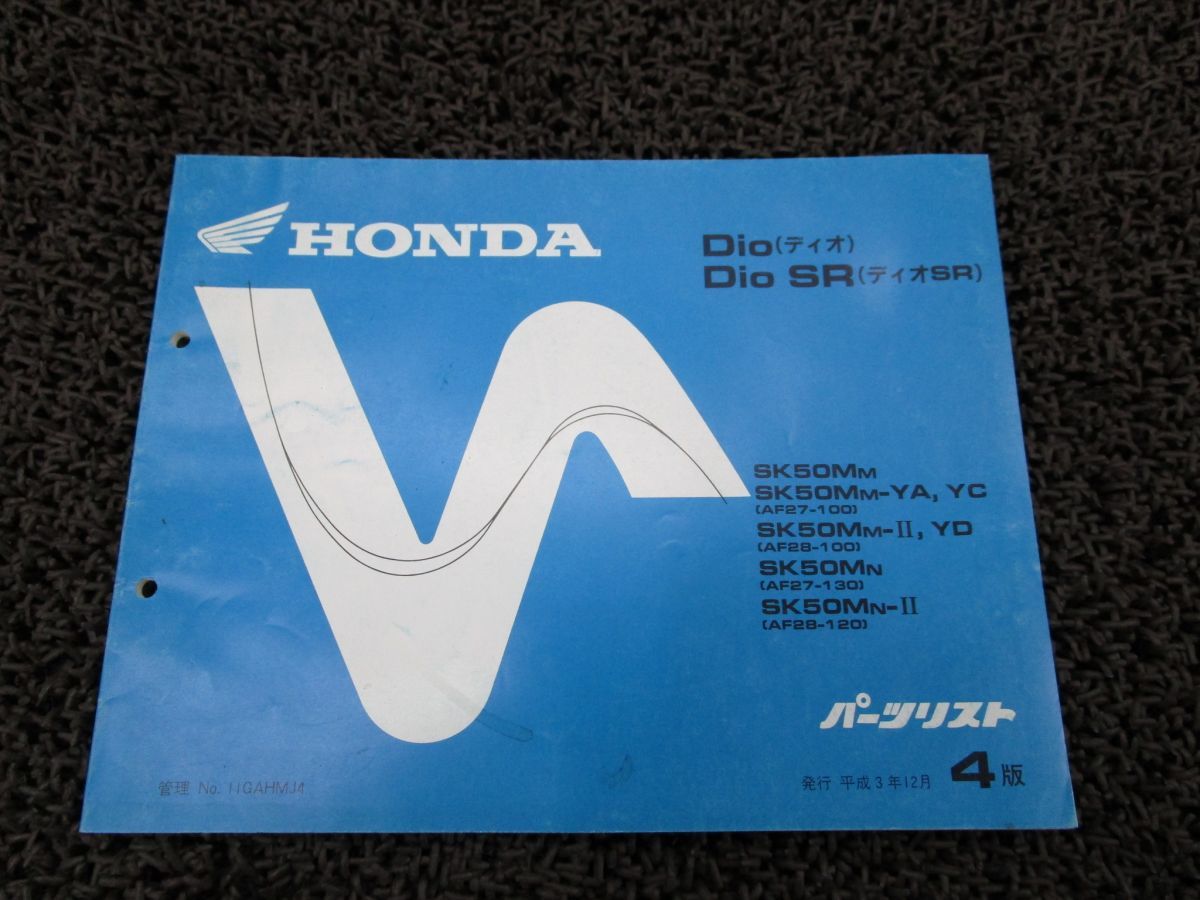 HONDA
Dio(ディオ)
Dio SR(ディオSR)
SK50MM
SK50MM-YA, YC
(AF27-100)
SK50MM-II, YD
(AF28-100)
SK50MN
(AF27-130)
SK50MN-II
(AF28-120)
パーツリスト
管理 No. 11GAHMJ4
発行 平成3年12月 4版